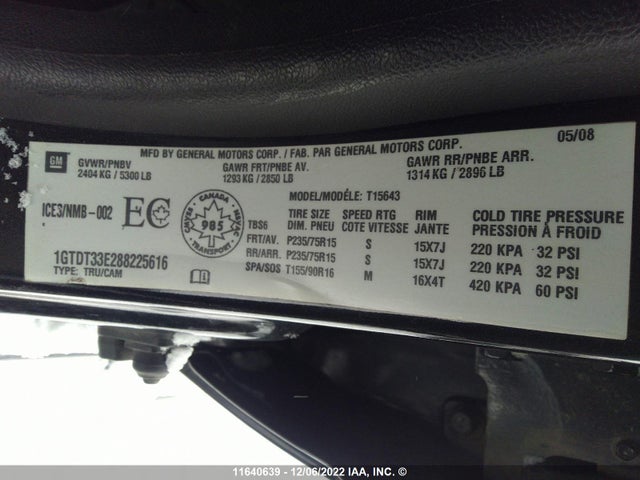 05/08
MFD BY GENERAL MOTORS CORP. / FAB. PAR GENERAL MOTORS CORP.
GM GVWR/PNBV GAWR FRT/PNBE AV. GAWR RR/PNBE ARR.
2404 KG / 5300 LB 1293 KG / 2850 LB 1314 KG / 2896 LB
MODEL/MODÉLE: T15643
ICES/NMB-002 EC CANADA 985 TRANSPORT
TIRE SIZE/ SPEED RTG RIM COLD TIRE PRESSURE
TBS6 DIM. PNEU COTE VITESSE JANTE PRESSION À FROID
FRT/AV. P235/75R15 S 15X7J 220 KPA 32 PSI
RR/ARR. P235/75R15 S 15X7J 220 KPA 32 PSI
SPA/SOS T155/90R16 M 16X4T 420 KPA 60 PSI
1GTDT33E288225616
TYPE: TRU/CAM
11640639 - 12/06/2022 IAA, INC. ©